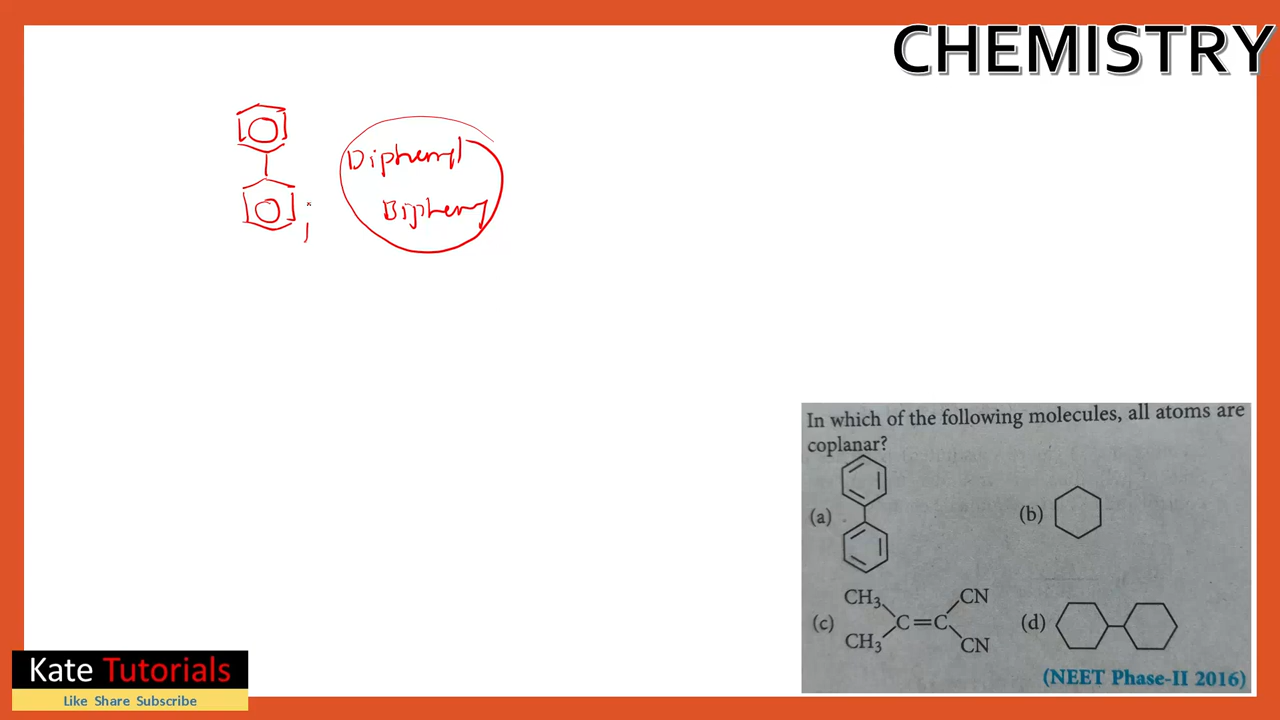 CHEMISTRY
Diphenyl
Bipheny
In which of the following molecules, all atoms are
coplanar?
(a)
(b)
(c) CH3 CH3 C=C CN CN
(d)
(NEET Phase-II 2016)
Kate Tutorials
Like Share Subscribe